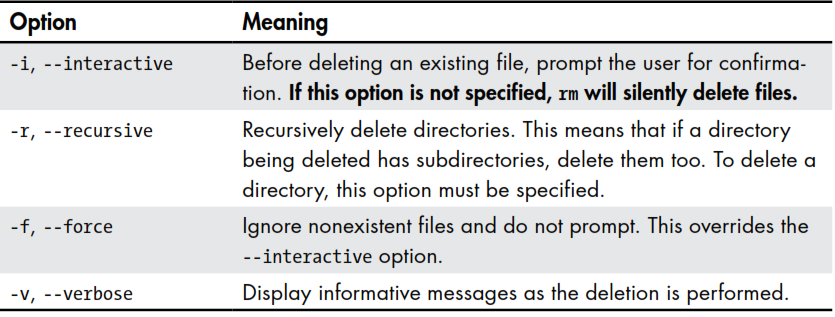 Option Meaning
-i, --interactive Before deleting an existing file, prompt the user for confirma-
tion. If this option is not specified, rm will silently delete files.
-r, --recursive Recursively delete directories. This means that if a directory
being deleted has subdirectories, delete them too. To delete a
directory, this option must be specified.
-f, --force Ignore nonexistent files and do not prompt. This overrides the
--interactive option.
-v, --verbose Display informative messages as the deletion is performed.